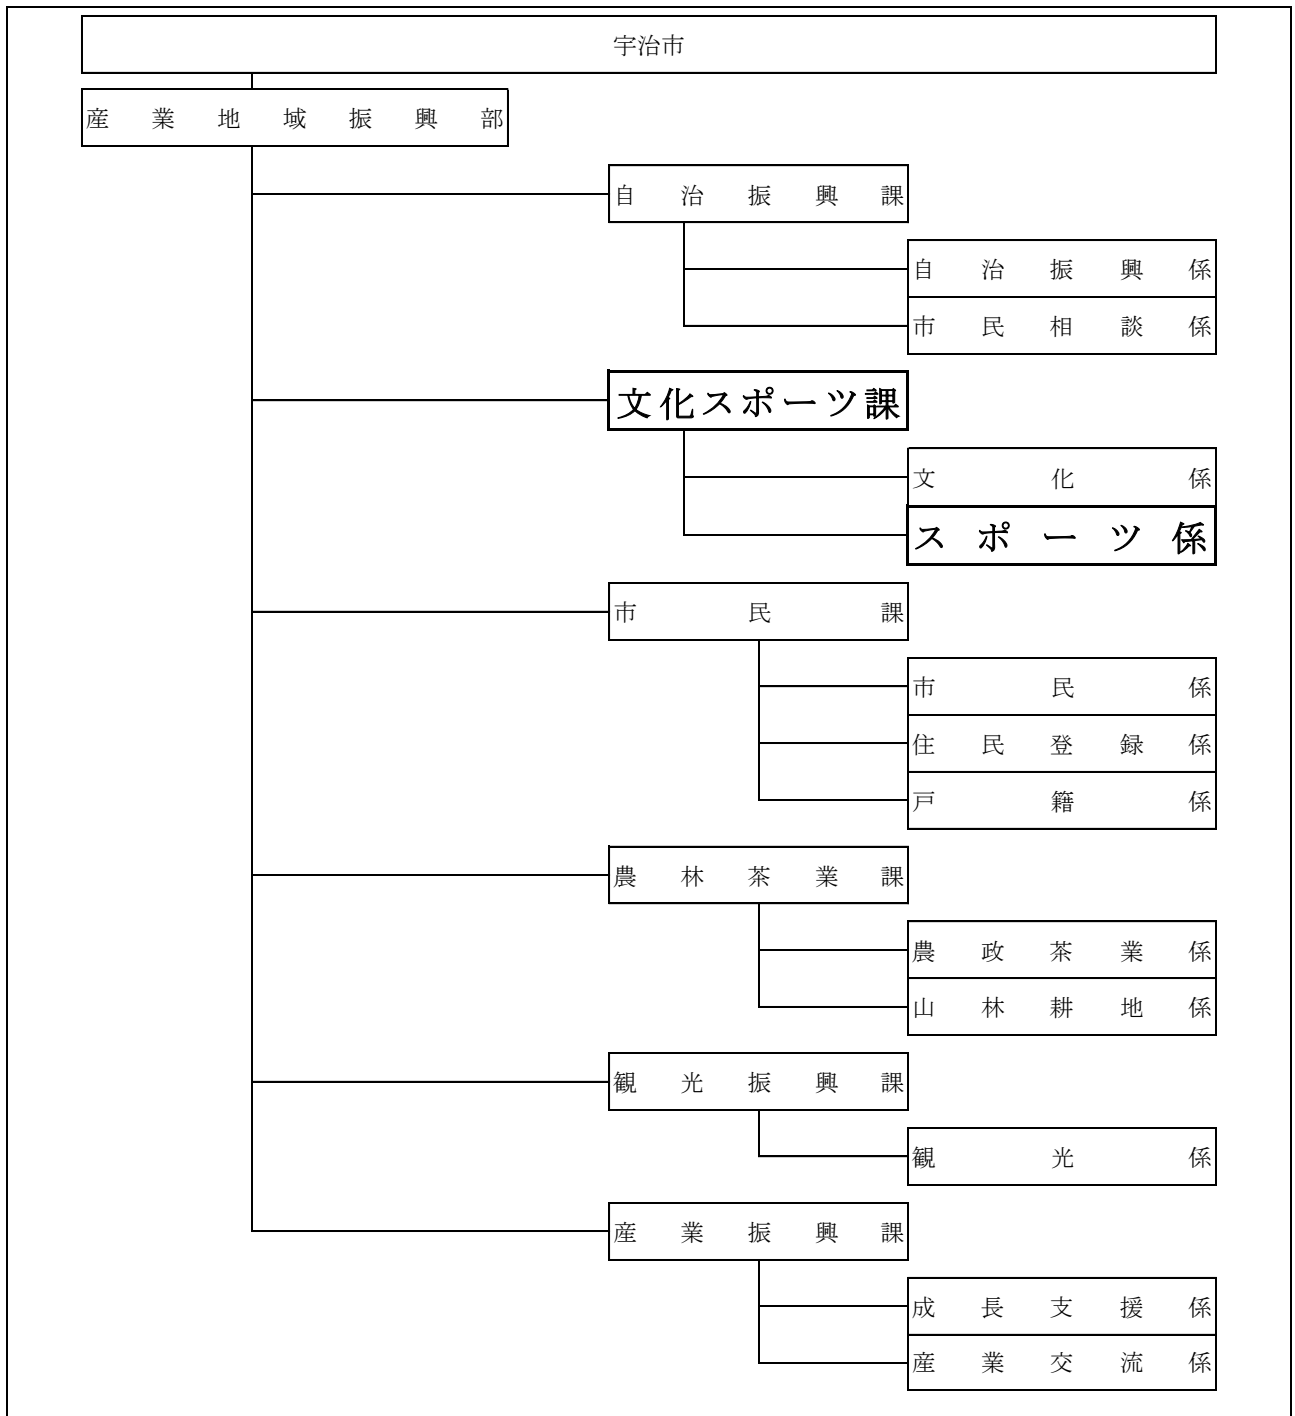 宇治市
産業地域振興部
自治振興課
自治振興係
市民相談係
文化スポーツ課
文化係
スポーツ係
市民課
市民係
住民登録係
戸籍係
農林茶業課
農政茶業係
山林耕地係
観光振興課
観光係
産業振興課
成長支援係
産業交流係